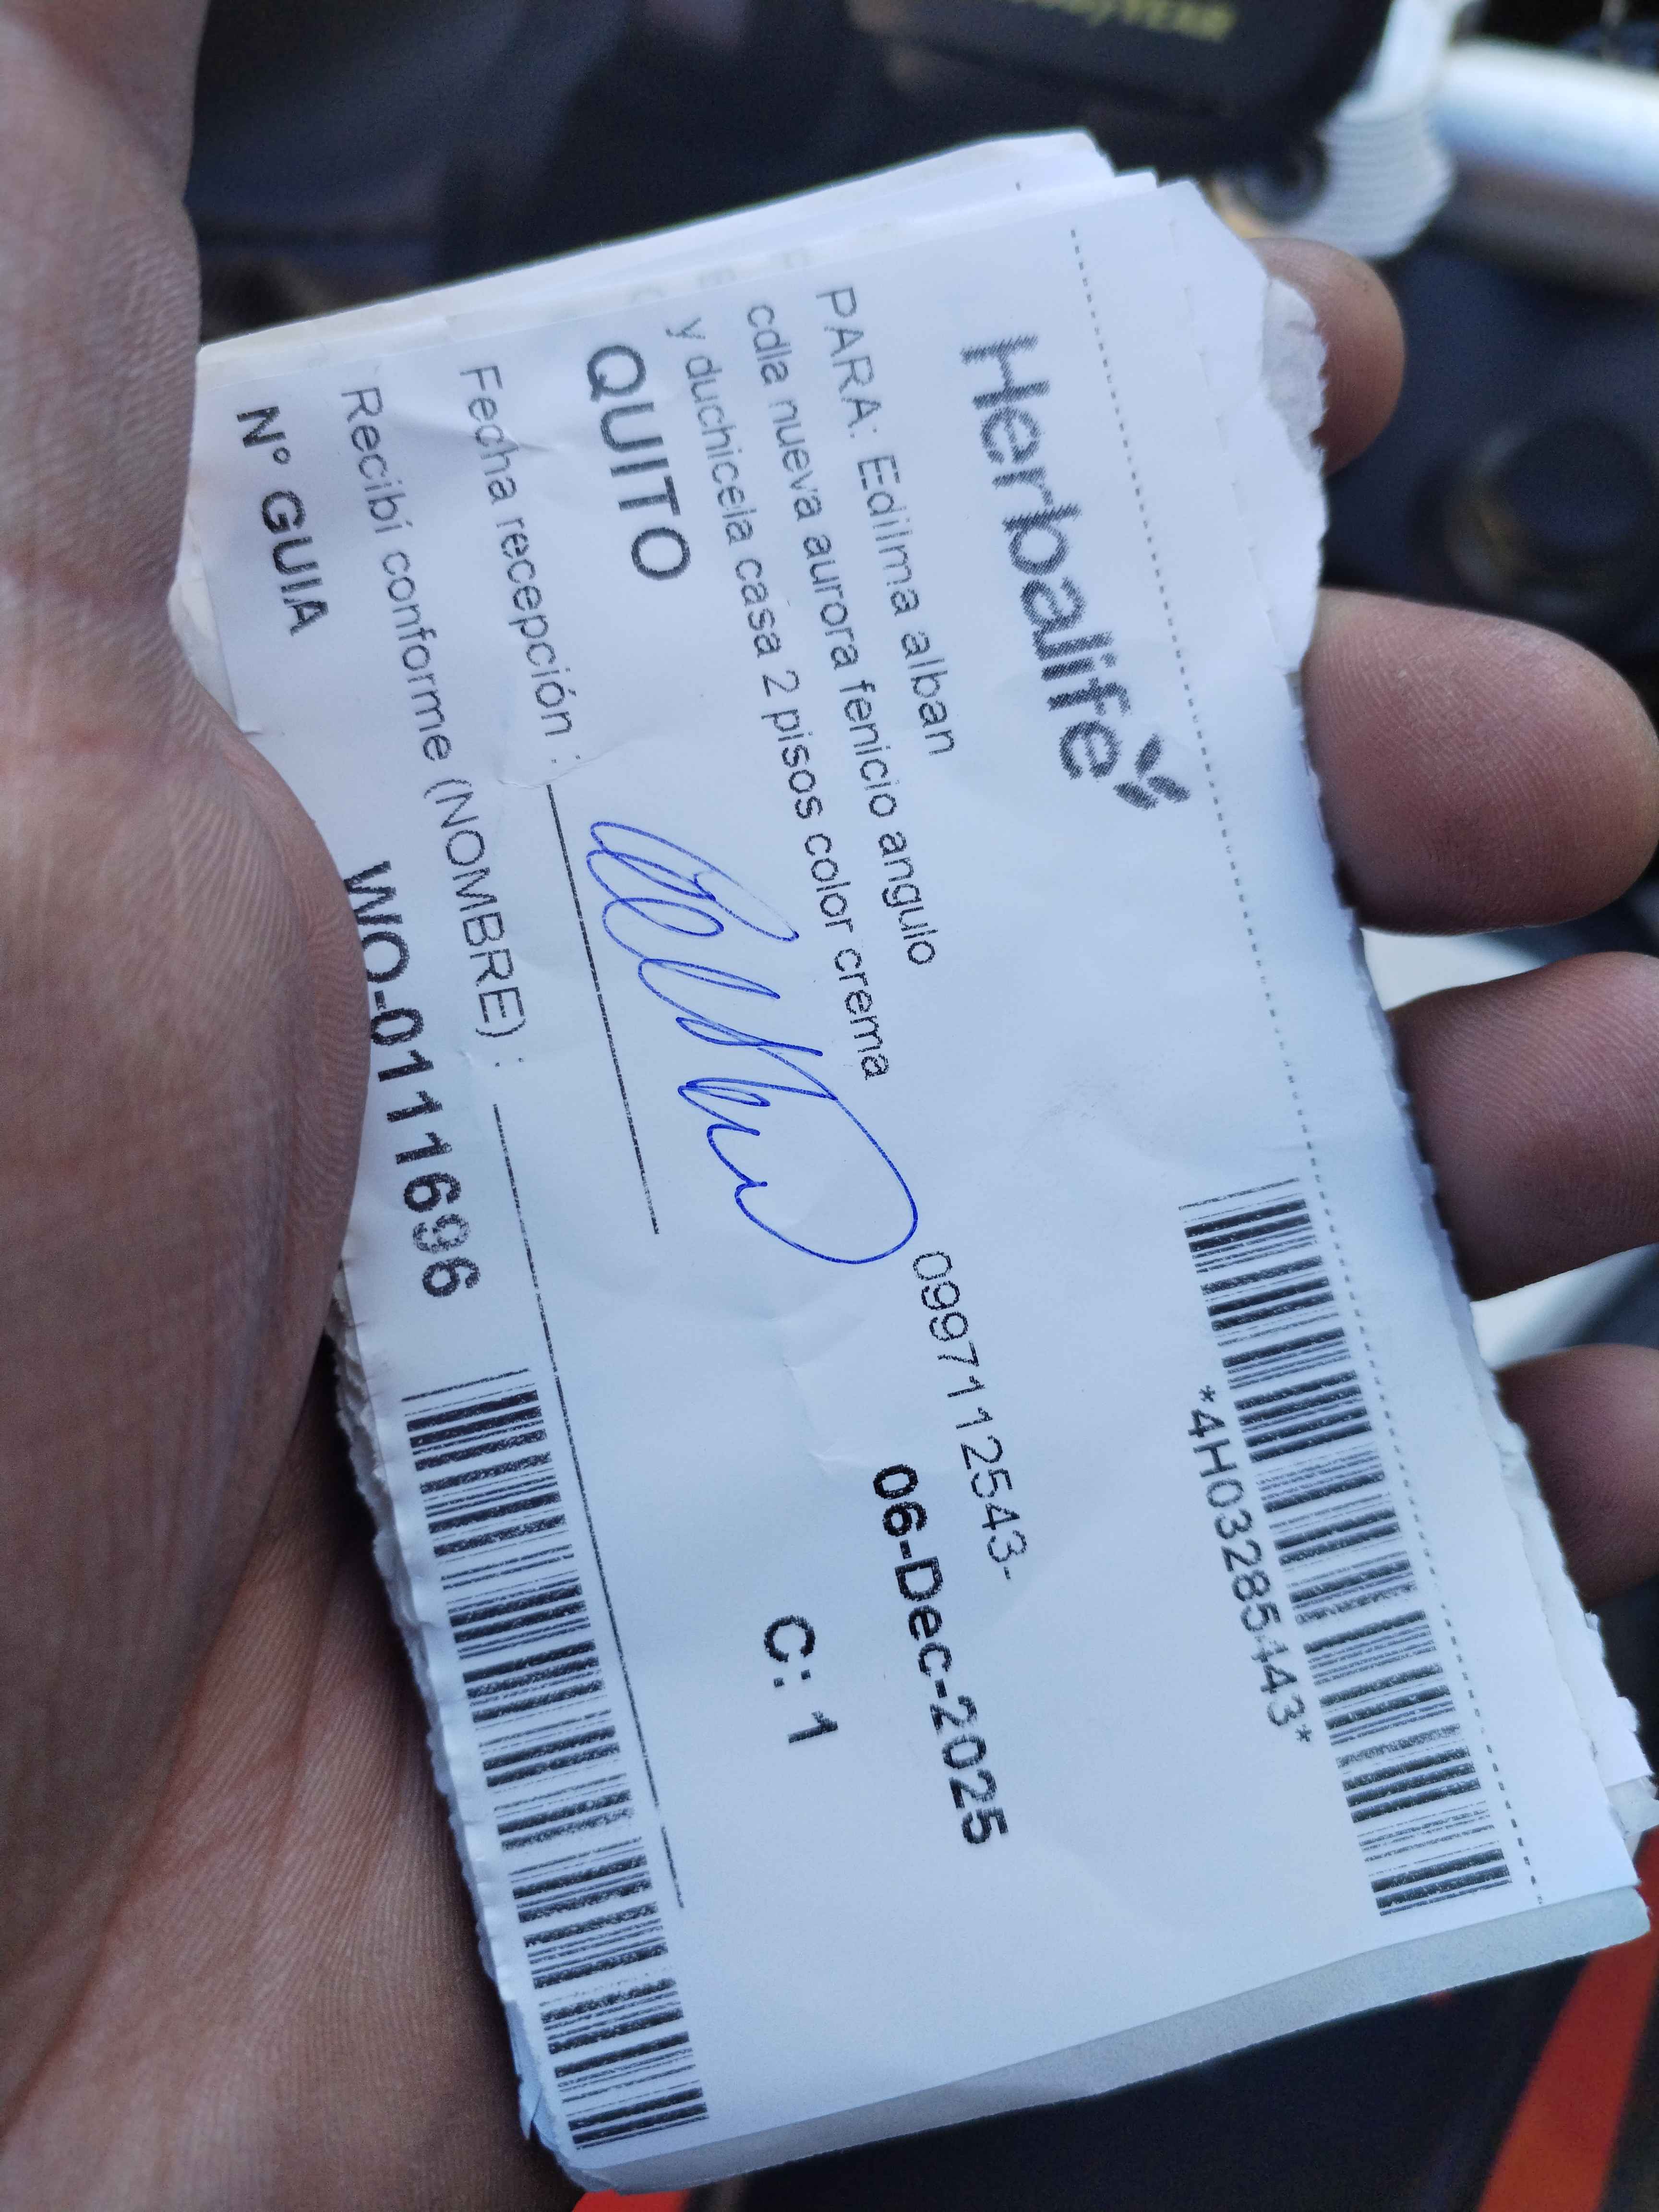 Herbalife
*4H03285443*
PARA: Edilma alban
0997112543-
cdla nueva aurora fenicio angulo
y duchicela casa 2 pisos color crema
06-Dec-2025
QUITO
C: 1
Fecha recepción :
Recibí conforme (NOMBRE) :
N° GUIA
WO-0111696